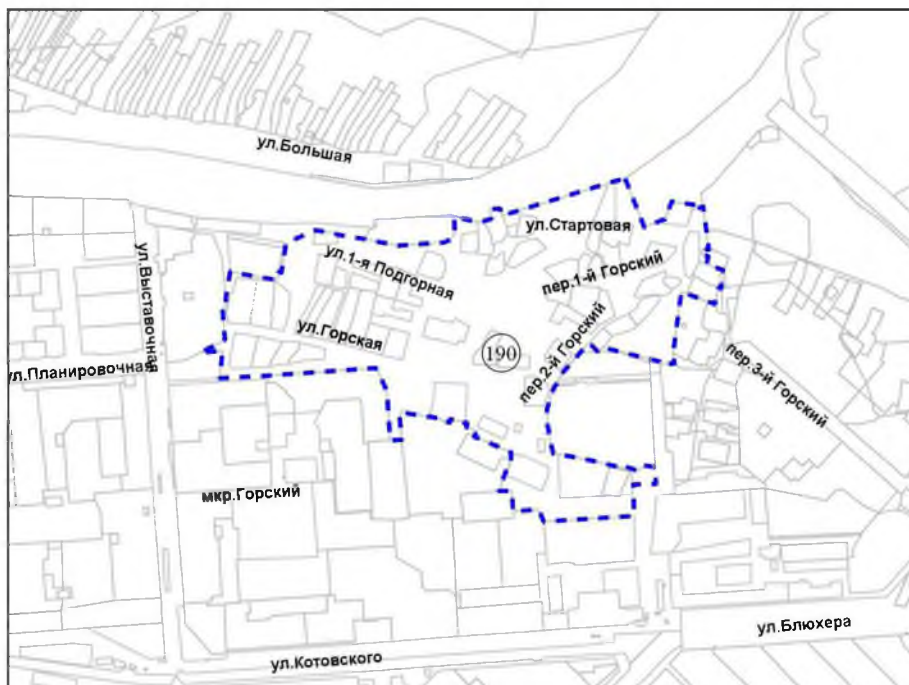 ул.Большая
ул.Стартовая
ул.Выставочная
ул.1-я Подгорная
пер.1-й Горский
ул.Горская
190
пер.2-й Горский
ул.Планировочная
пер.3-й Горский
мкр.Горский
ул.Блюхера
ул.Котовского